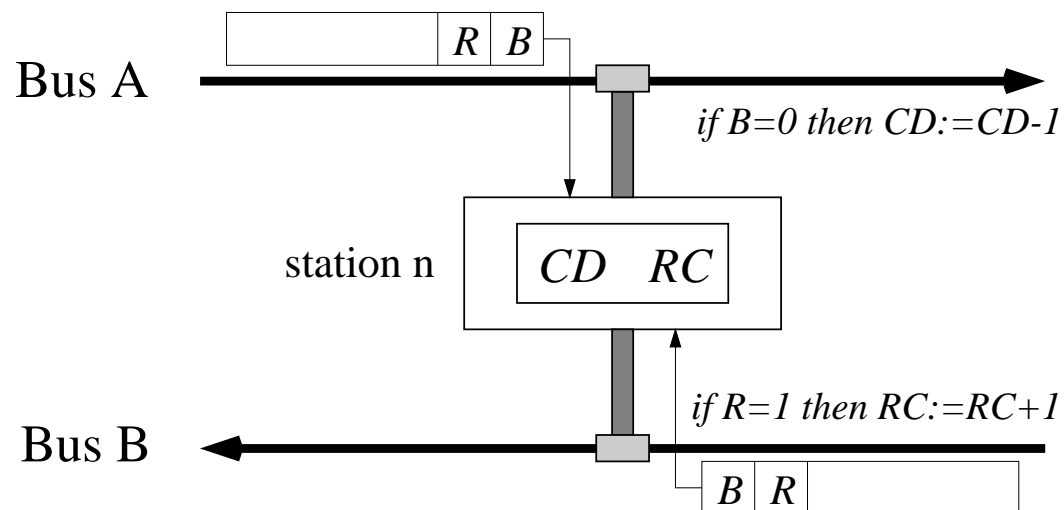 R B
Bus A
if B=0 then CD:=CD-1
station n
CD RC
if R=1 then RC:=RC+1
Bus B
B R